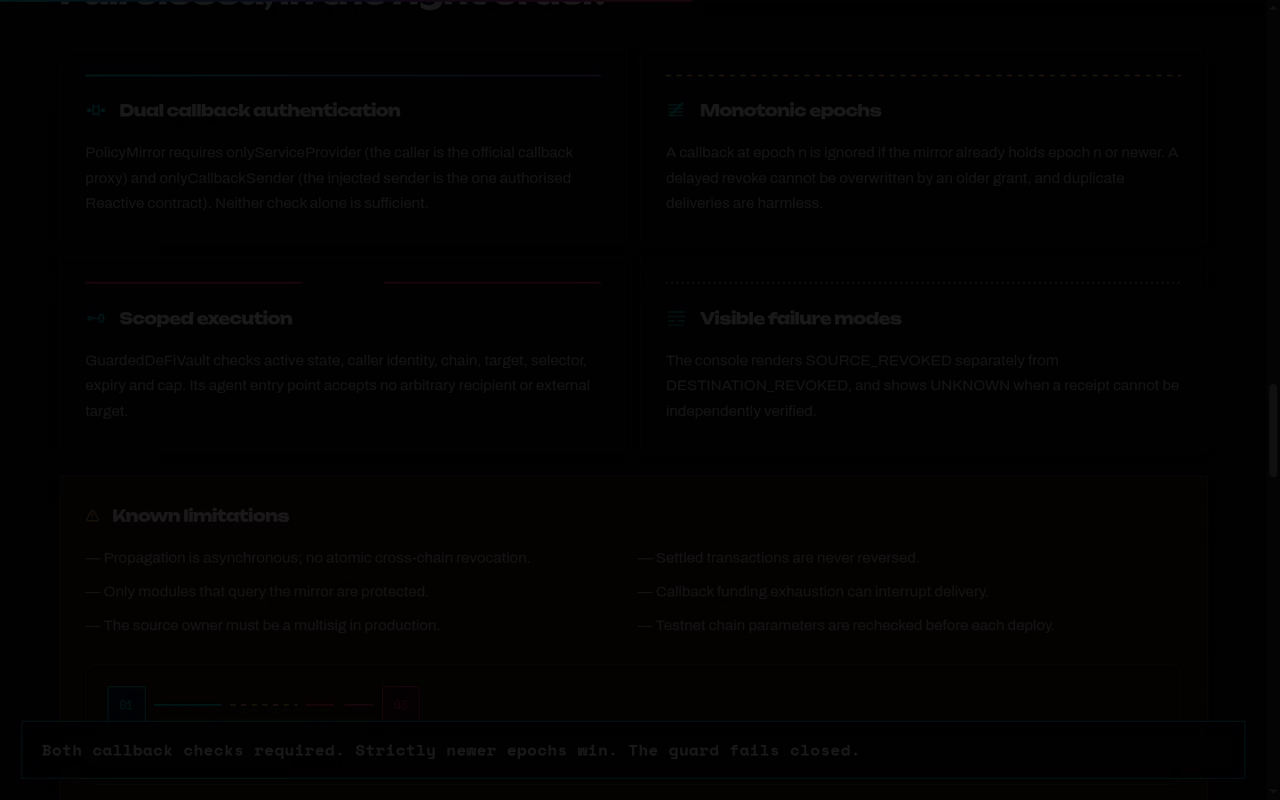 Fail closed, in the right order.
Dual callback authentication
PolicyMirror requires onlyServiceProvider (the caller is the official callback
proxy) and onlyCallbackSender (the injected sender is the one authorised
Reactive contract). Neither check alone is sufficient.
Monotonic epochs
A callback at epoch n is ignored if the mirror already holds epoch n or newer. A
delayed revoke cannot be overwritten by an older grant, and duplicate
deliveries are harmless.
Scoped execution
GuardedDeFiVault checks active state, caller identity, chain, target, selector,
expiry and cap. Its agent entry point accepts no arbitrary recipient or external
target.
Visible failure modes
The console renders SOURCE_REVOKED separately from
DESTINATION_REVOKED, and shows UNKNOWN when a receipt cannot be
independently verified.
Known limitations
— Propagation is asynchronous; no atomic cross-chain revocation.
— Only modules that query the mirror are protected.
— The source owner must be a multisig in production.
— Settled transactions are never reversed.
— Callback funding exhaustion can interrupt delivery.
— Testnet chain parameters are rechecked before each deploy.
01
03
Both callback checks required. Strictly newer epochs win. The guard fails closed.